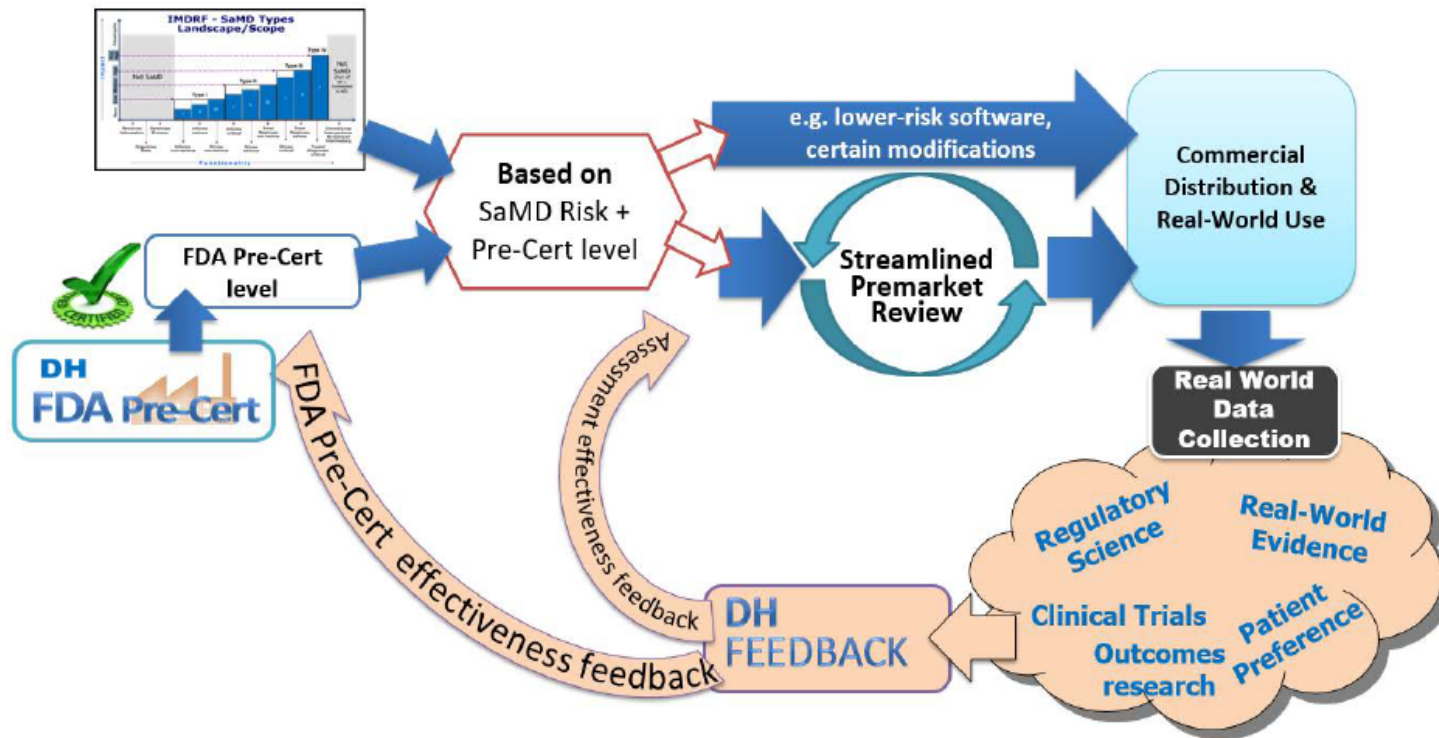 IMDRF - SaMD Types
Landscape/Scope
Not SaMD
Type I
Type II
Type III
Type IV
Not
SaMD
Functionality
e.g. lower-risk software,
certain modifications
Based on
SaMD Risk +
Pre-Cert level
Commercial
Distribution &
Real-World Use
FDA Pre-Cert
level
CERTIFIED
Streamlined
Premarket
Review
DH
FDA Pre-Cert
Assessment effectiveness feedback
FDA Pre-Cert effectiveness feedback
Real World
Data
Collection
Regulatory
Science
Real-World
Evidence
Clinical Trials
Patient
Preference
Outcomes
research
DH
FEEDBACK